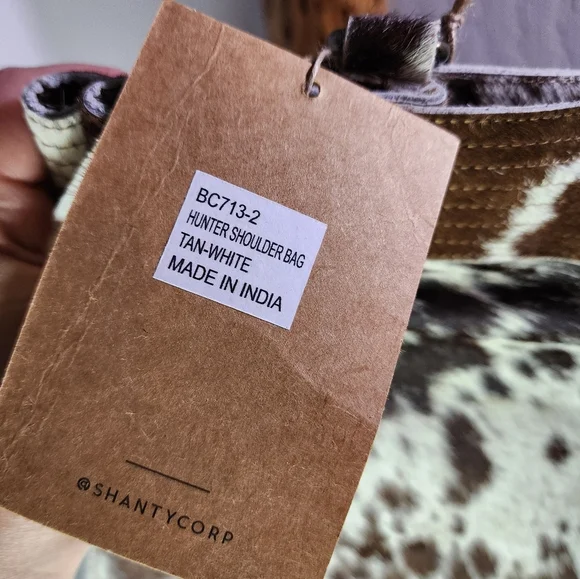 BC713-2
HUNTER SHOULDER BAG
TAN-WHITE
MADE IN INDIA
@SHANTYCORP